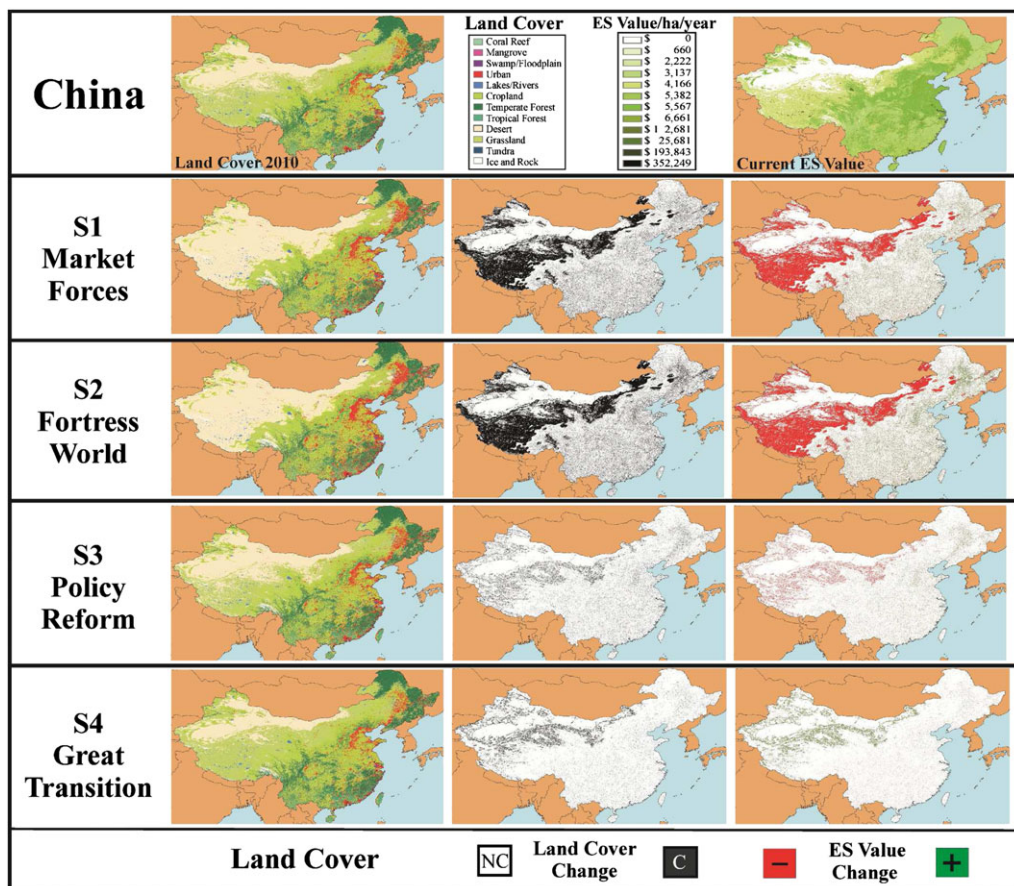 China
Land Cover 2010
Land Cover
Coral Reef
Mangrove
Swamp/Floodplain
Urban
Lakes/Rivers
Cropland
Temperate Forest
Tropical Forest
Desert
Grassland
Tundra
Ice and Rock
ES Value/ha/year
$ 0
$ 660
$ 2,222
$ 3,137
$ 4,166
$ 5,382
$ 5,567
$ 6,661
$ 1 2,681
$ 25,681
$ 193,843
$ 352,249
Current ES Value
S1
Market
Forces
S2
Fortress
World
S3
Policy
Reform
S4
Great
Transition
Land Cover
NC
Land Cover
Change
C
−
ES Value
Change
+